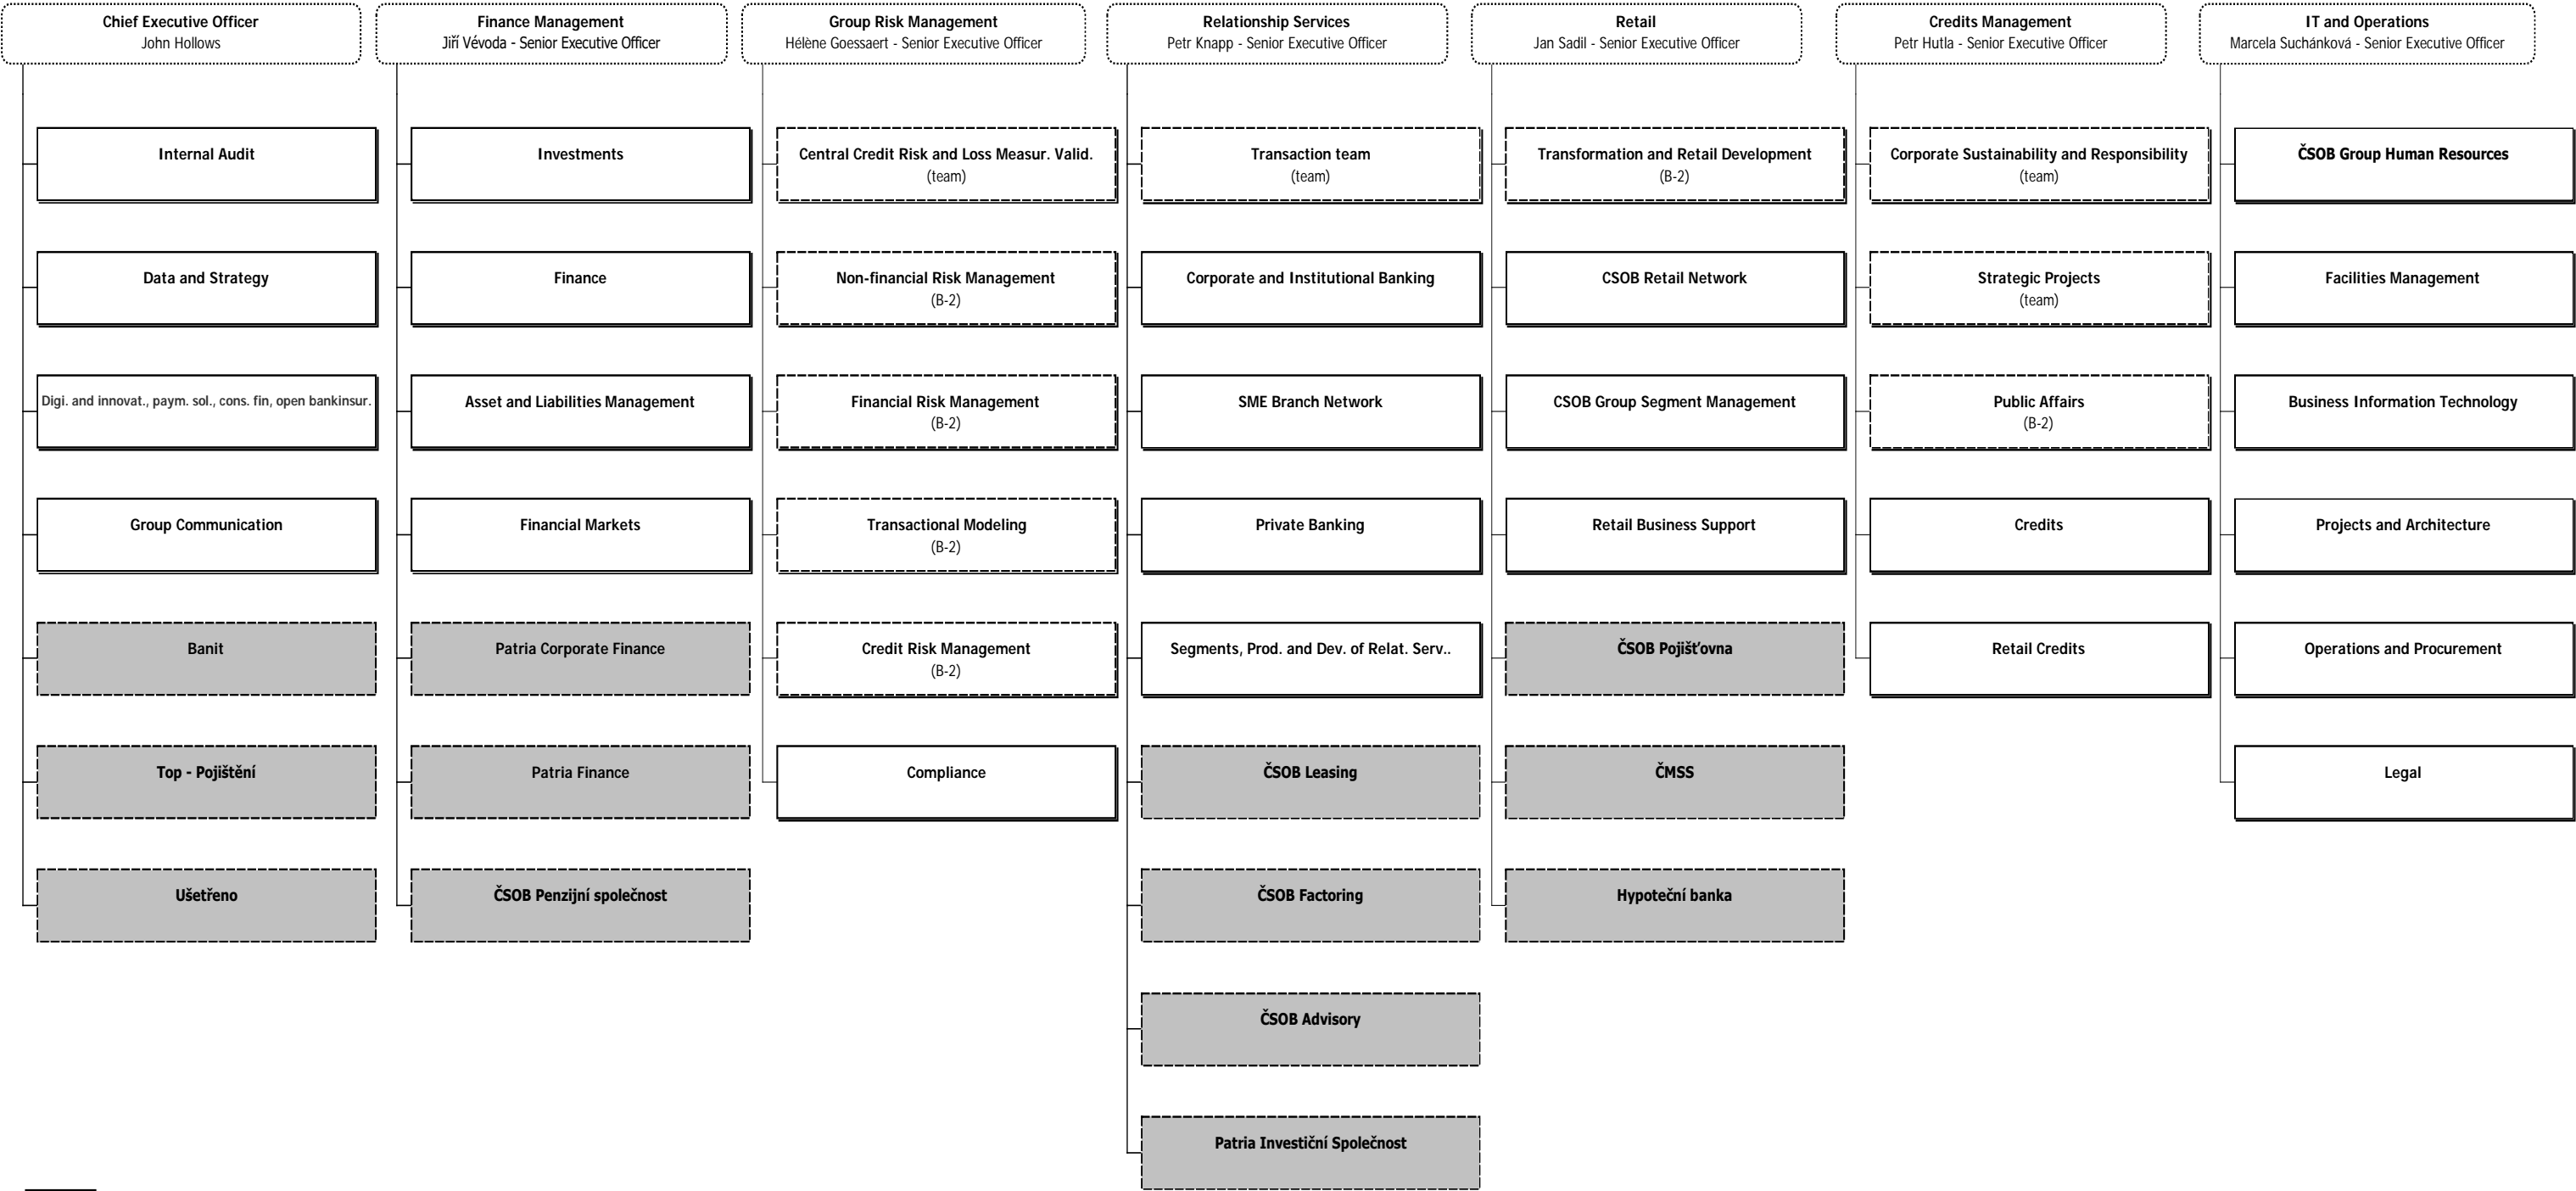 Chief Executive Officer
John Hollows
Finance Management
Jiří Vévoda - Senior Executive Officer
Group Risk Management
Hélène Goessaert - Senior Executive Officer
Relationship Services
Petr Knapp - Senior Executive Officer
Retail
Jan Sadil - Senior Executive Officer
Credits Management
Petr Hutla - Senior Executive Officer
IT and Operations
Marcela Suchánková - Senior Executive Officer
Internal Audit
Data and Strategy
Digi. and innovat., paym. sol., cons. fin, open bankinsur.
Group Communication
Banit
Top - Pojištění
Ušetřeno
Investments
Finance
Asset and Liabilities Management
Financial Markets
Patria Corporate Finance
Patria Finance
ČSOB Penzijní společnost
Central Credit Risk and Loss Measur. Valid.
(team)
Non-financial Risk Management
(B-2)
Financial Risk Management
(B-2)
Transactional Modeling
(B-2)
Credit Risk Management
(B-2)
Compliance
Transaction team
(team)
Corporate and Institutional Banking
SME Branch Network
Private Banking
Segments, Prod. and Dev. of Relat. Serv..
ČSOB Leasing
ČSOB Factoring
ČSOB Advisory
Patria Investiční Společnost
Transformation and Retail Development
(B-2)
CSOB Retail Network
CSOB Group Segment Management
Retail Business Support
ČSOB Pojišťovna
ČMSS
Hypoteční banka
Corporate Sustainability and Responsibility
(team)
Strategic Projects
(team)
Public Affairs
(B-2)
Credits
Retail Credits
ČSOB Group Human Resources
Facilities Management
Business Information Technology
Projects and Architecture
Operations and Procurement
Legal